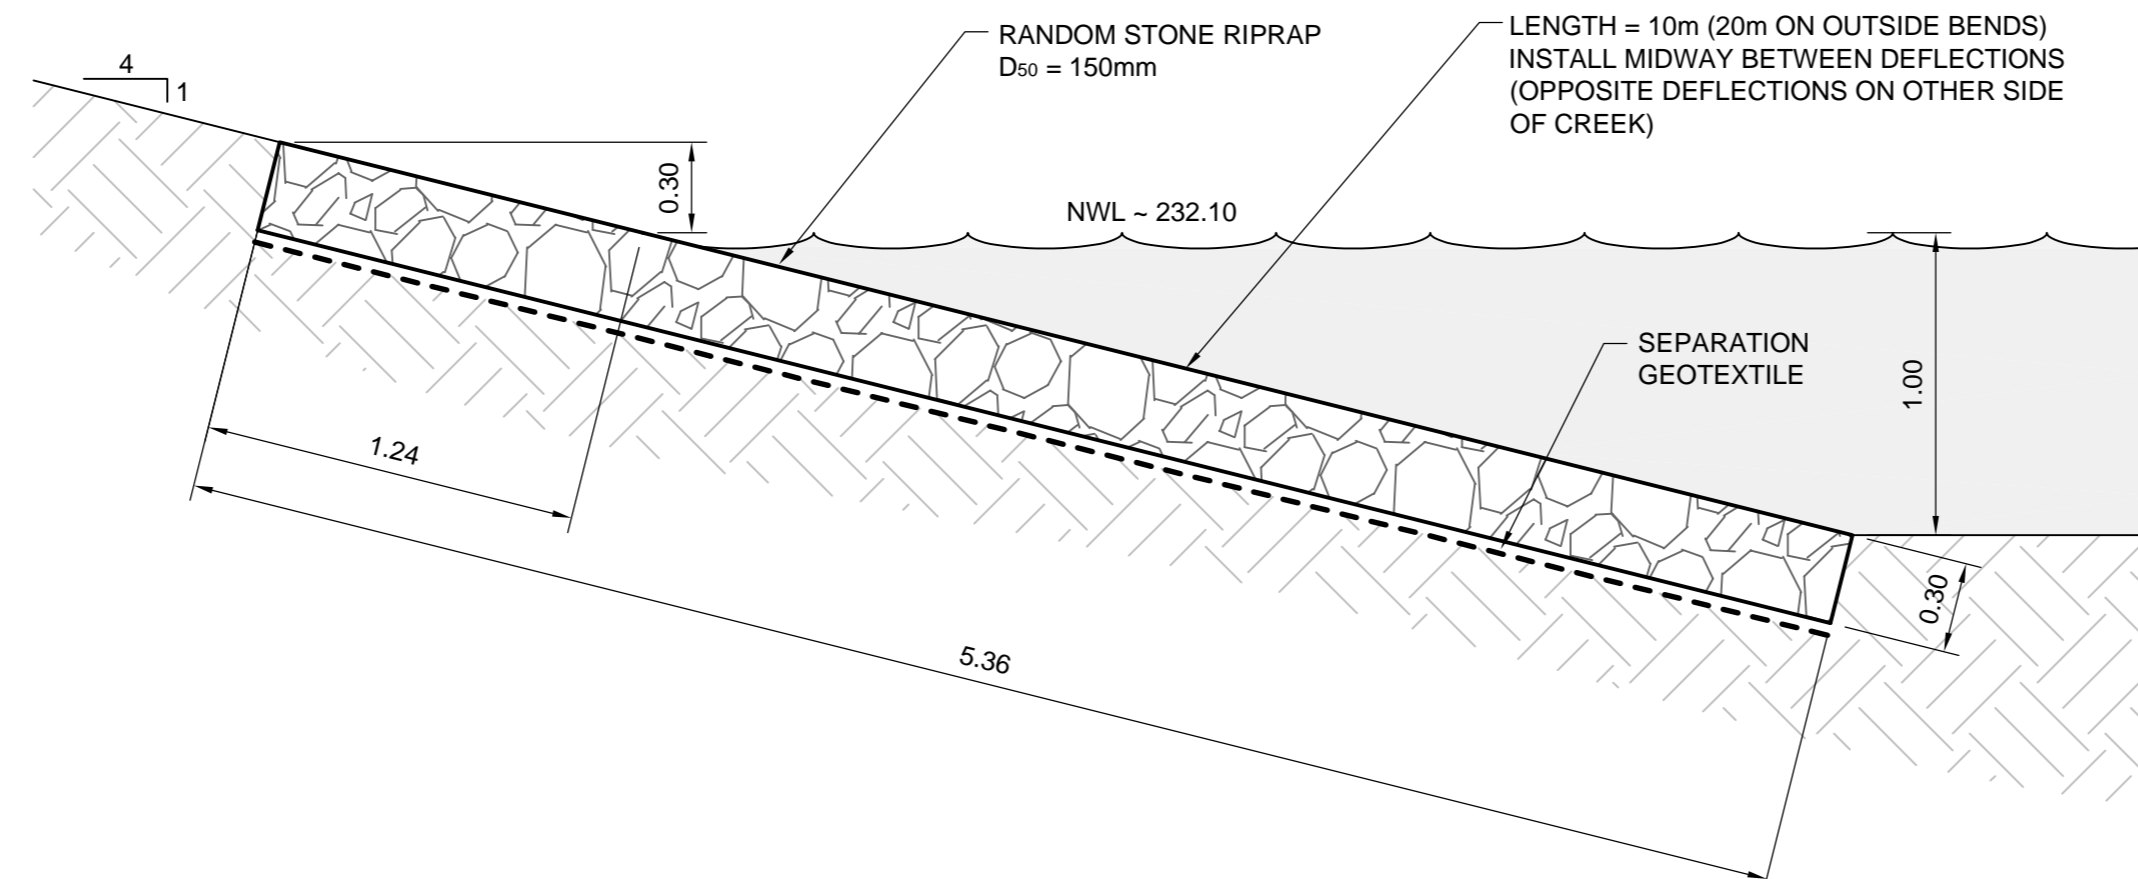 RANDOM STONE RIPRAP
D50 = 150mm
LENGTH = 10m (20m ON OUTSIDE BENDS)
INSTALL MIDWAY BETWEEN DEFLECTIONS
(OPPOSITE DEFLECTIONS ON OTHER SIDE
OF CREEK)
4
1
0.30
NWL ~ 232.10
SEPARATION
GEOTEXTILE
1.00
1.24
0.30
5.36